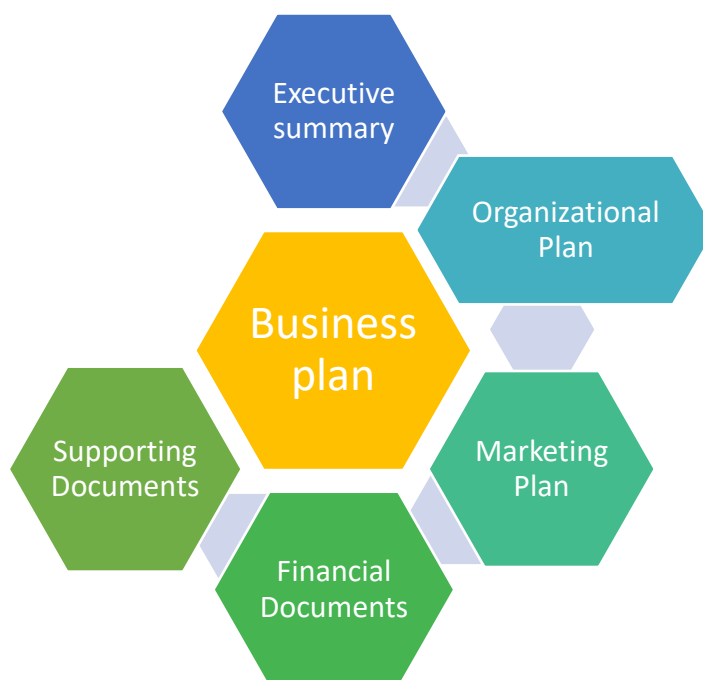 Executive
summary
Organizational
Plan
Business
plan
Marketing
Plan
Financial
Documents
Supporting
Documents